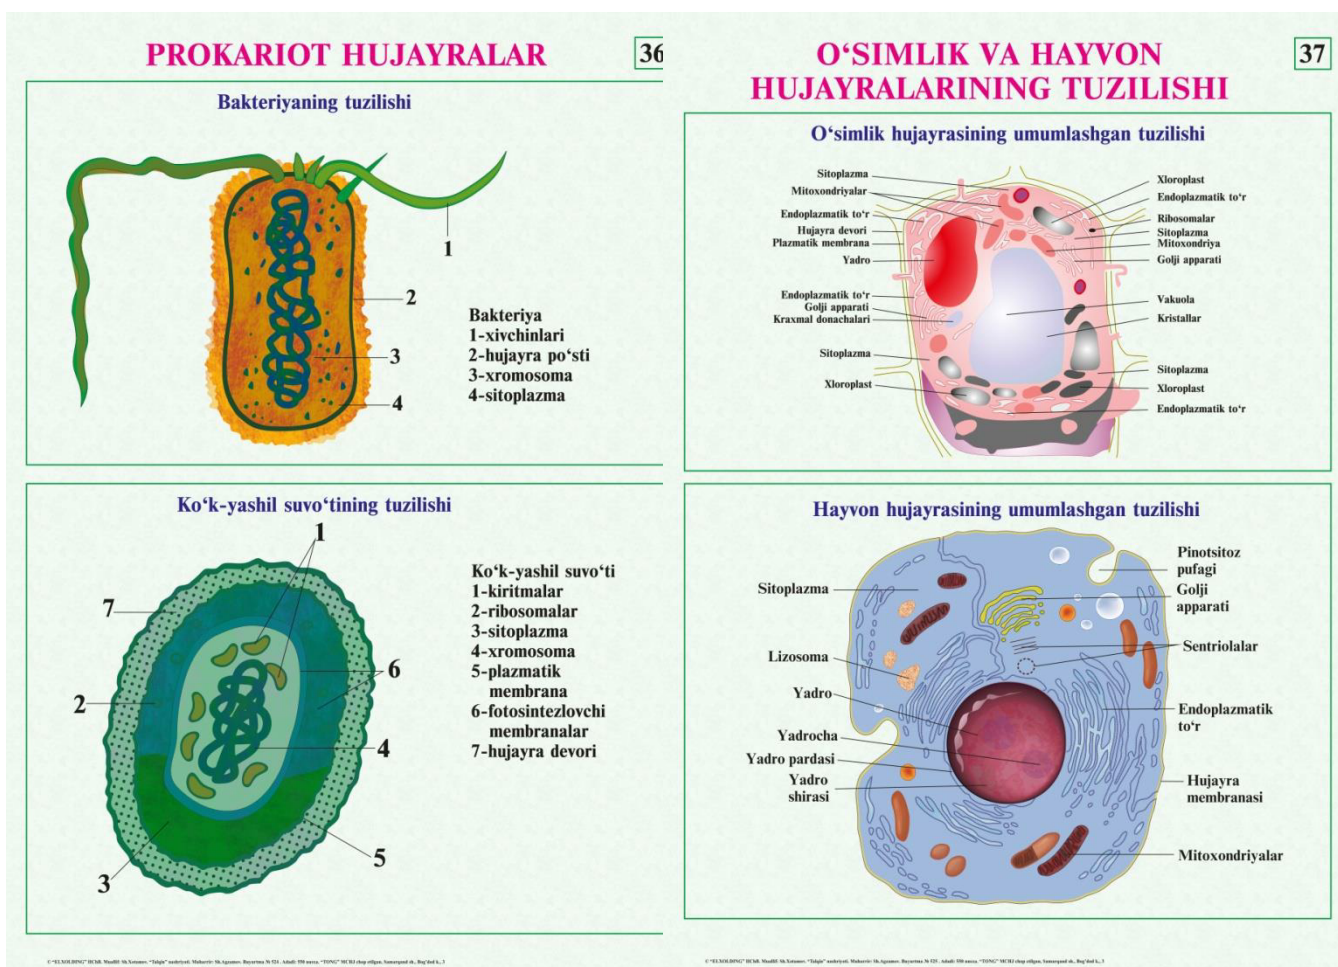 PROKARIOT HUJAYRALAR
36
Bakteriyaning tuzilishi
1
2
3
4
Bakteriya
1-xivchinlari
2-hujayra po‘sti
3-xromosoma
4-sitoplazma
Ko‘k-yashil suvo‘tining tuzilishi
1
7
6
2
4
5
3
Ko‘k-yashil suvo‘ti
1-kiritmalar
2-ribosomalar
3-sitoplazma
4-xromosoma
5-plazmatik
membrana
6-fotosintezlovchi
membranalar
7-hujayra devori
O‘SIMLIK VA HAYVON
HUJAYRALARINING TUZILISHI
37
O‘simlik hujayrasining umumlashgan tuzilishi
Sitoplazma
Mitoxondriyalar
Endoplazmatik to‘r
Hujayra devori
Plazmatik membrana
Yadro
Endoplazmatik to‘r
Golji apparati
Kraxmal donachalari
Sitoplazma
Xloroplast
Xloroplast
Endoplazmatik to‘r
Ribosomalar
Sitoplazma
Mitoxondriya
Golji apparati
Vakuola
Kristallar
Sitoplazma
Xloroplast
Endoplazmatik to‘r
Hayvon hujayrasining umumlashgan tuzilishi
Sitoplazma
Lizosoma
Yadro
Yadrocha
Yadro pardasi
Yadro
shirasi
Pinotsitoz
pufagi
Golji
apparati
Sentriolalar
Endoplazmatik
to‘r
Hujayra
membranasi
Mitoxondriyalar